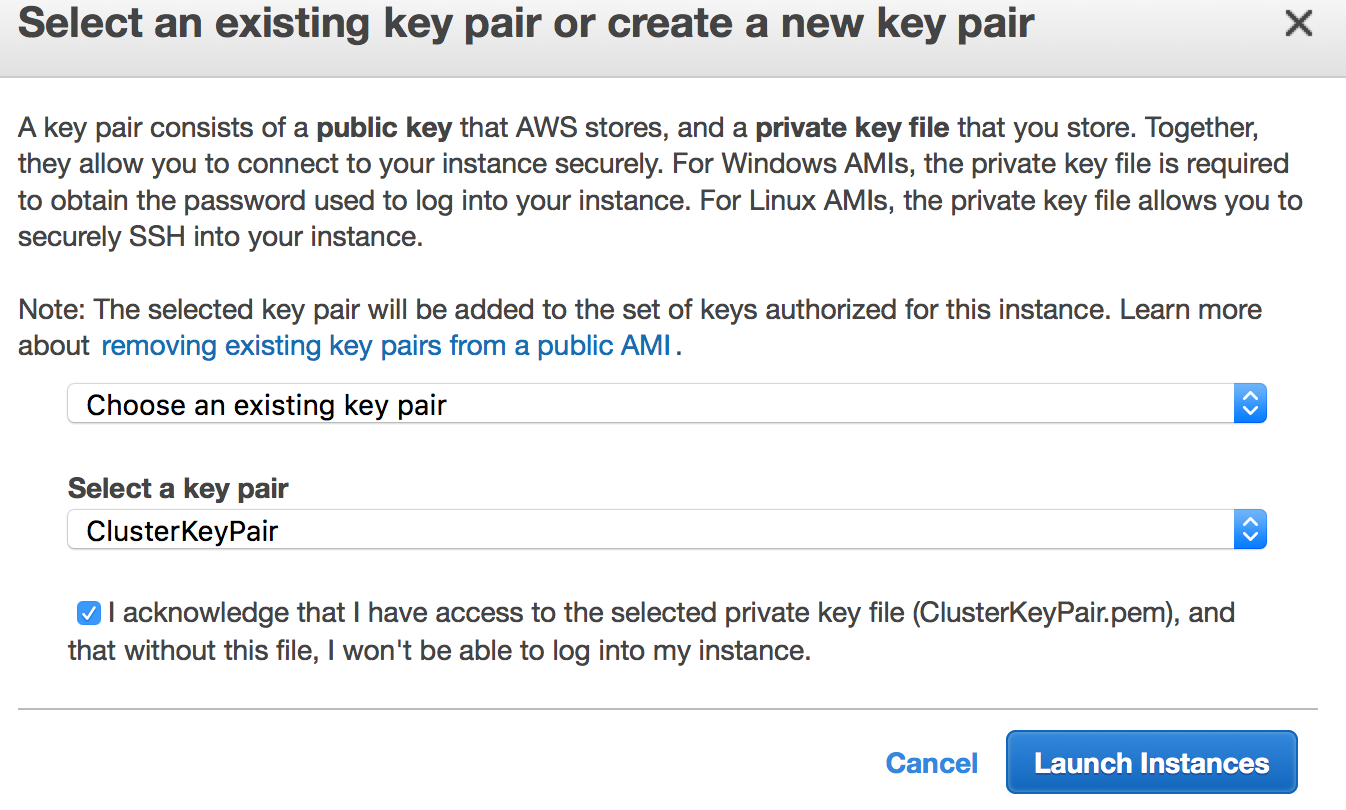 Select an existing key pair or create a new key pair
A key pair consists of a public key that AWS stores, and a private key file that you store. Together,
they allow you to connect to your instance securely. For Windows AMIs, the private key file is required
to obtain the password used to log into your instance. For Linux AMIs, the private key file allows you to
securely SSH into your instance.
Note: The selected key pair will be added to the set of keys authorized for this instance. Learn more
about removing existing key pairs from a public AMI .
Choose an existing key pair
Select a key pair
ClusterKeyPair
I acknowledge that I have access to the selected private key file (ClusterKeyPair.pem), and
that without this file, I won't be able to log into my instance.
Cancel Launch Instances